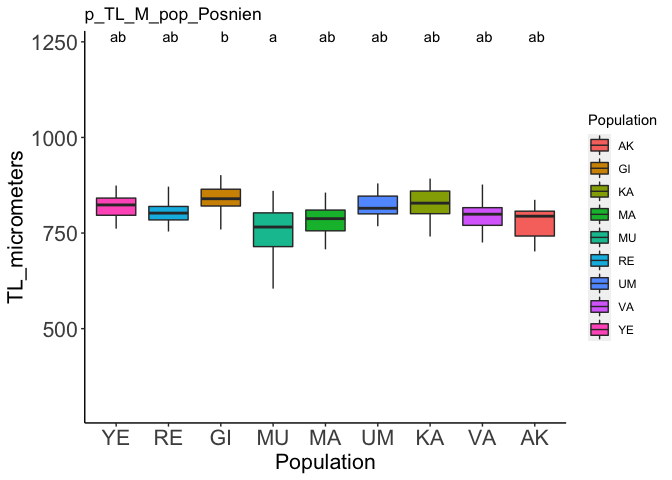 p_TL_M_pop_Posnien
1250
ab ab b a ab ab ab ab ab
1000
750
500
TL_micrometers
YE RE GI MU MA UM KA VA AK
Population
Population
AK
GI
KA
MA
MU
RE
UM
VA
YE